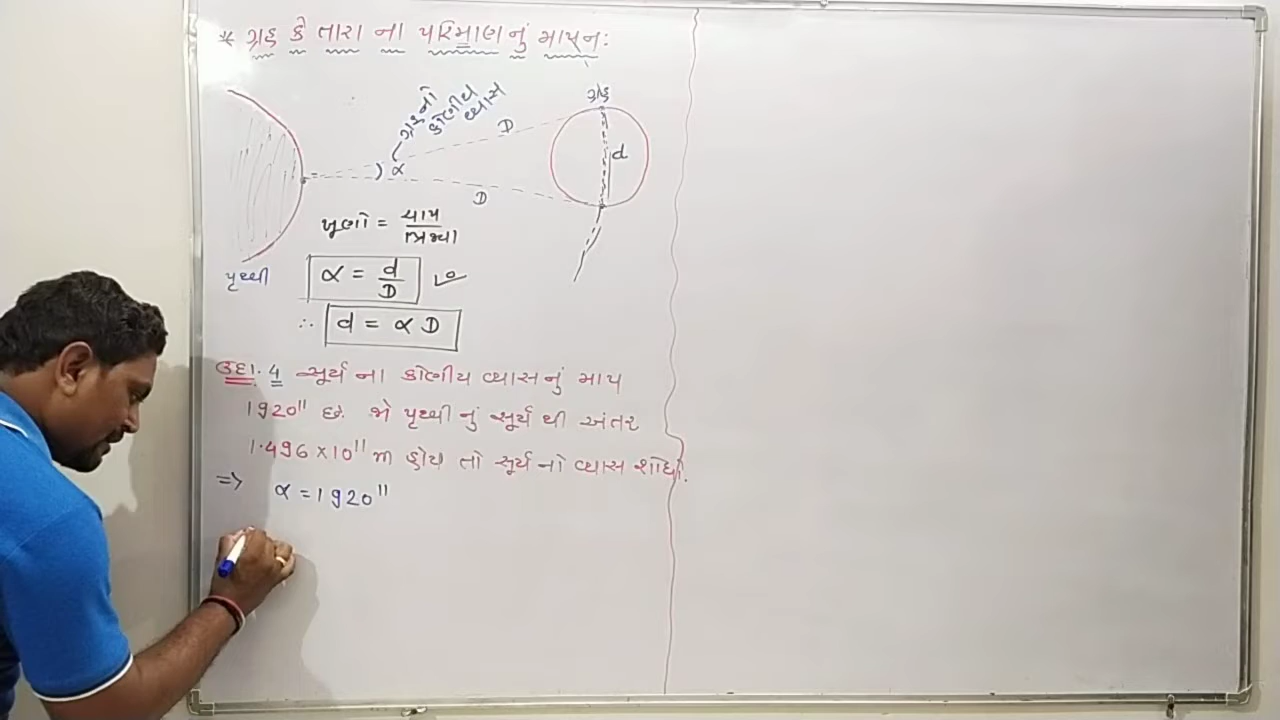 * ગ્રહ કે તારા ના પરિમાણનું માપન:
ગ્રહનો
કોણીય
વ્યાસ
ગ્રહ
D
d
α
D
ખૂણો = ચાપ / ત્રિજ્યા
પૃથ્વી
α = d / D
∴ d = α D
ઉદા. 4 સૂર્ય ના કોણીય વ્યાસનું માપ
1920" છે. જો પૃથ્વીનું સૂર્ય થી અંતર
1.496 × 10¹¹ m હોય તો સૂર્ય નો વ્યાસ શોધો.
=> α = 1920"